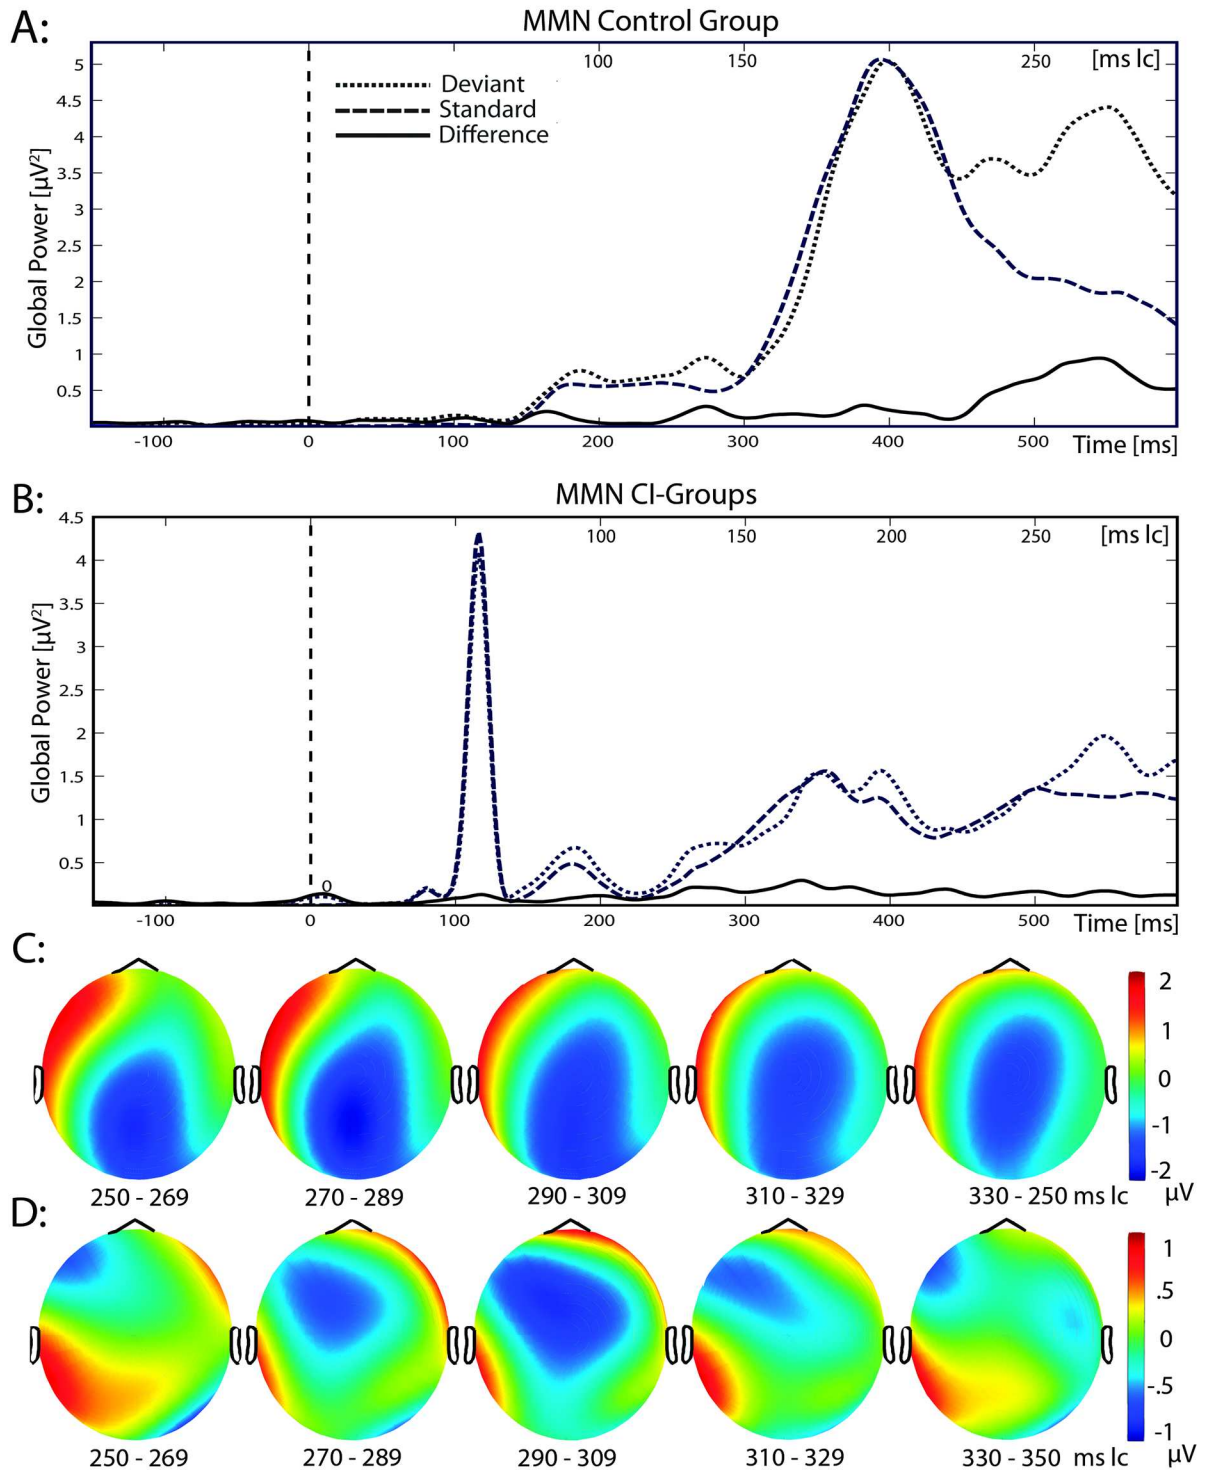 A:
MMN Control Group
100 150 250 [ms lc]
Deviant
Standard
Difference
Global Power [µV²]
5
4.5
4
3.5
3
2.5
2
1.5
1
0.5
-100 0 100 200 300 400 500 Time [ms]
B:
MMN CI-Groups
100 150 200 250 [ms lc]
Global Power [µV²]
4.5
4
3.5
3
2.5
2
1.5
1
0.5
0
-100 0 100 200 300 400 500 Time [ms]
C:
2
1
0
-1
-2
µV
250 - 269 270 - 289 290 - 309 310 - 329 330 - 250 ms lc
D:
1
.5
0
-.5
-1
µV
250 - 269 270 - 289 290 - 309 310 - 329 330 - 350 ms lc